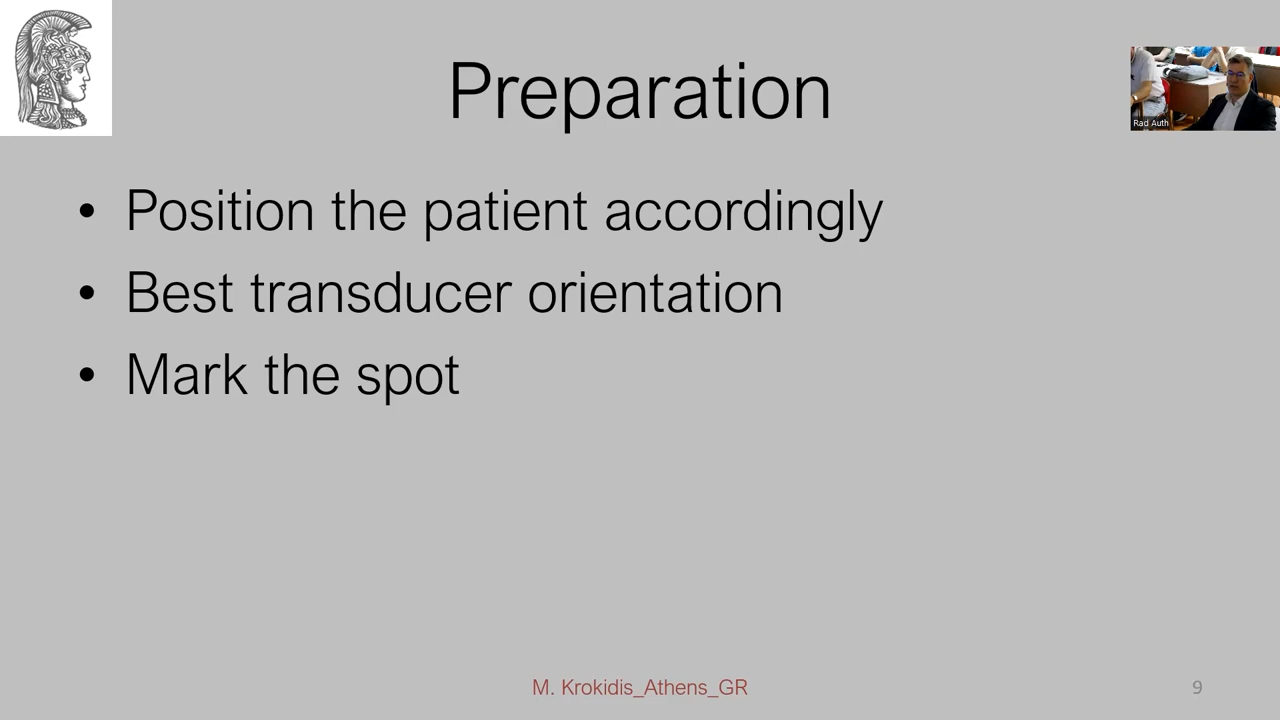 Preparation
Rad Auth
• Position the patient accordingly
• Best transducer orientation
• Mark the spot
M. Krokidis_Athens_GR
9